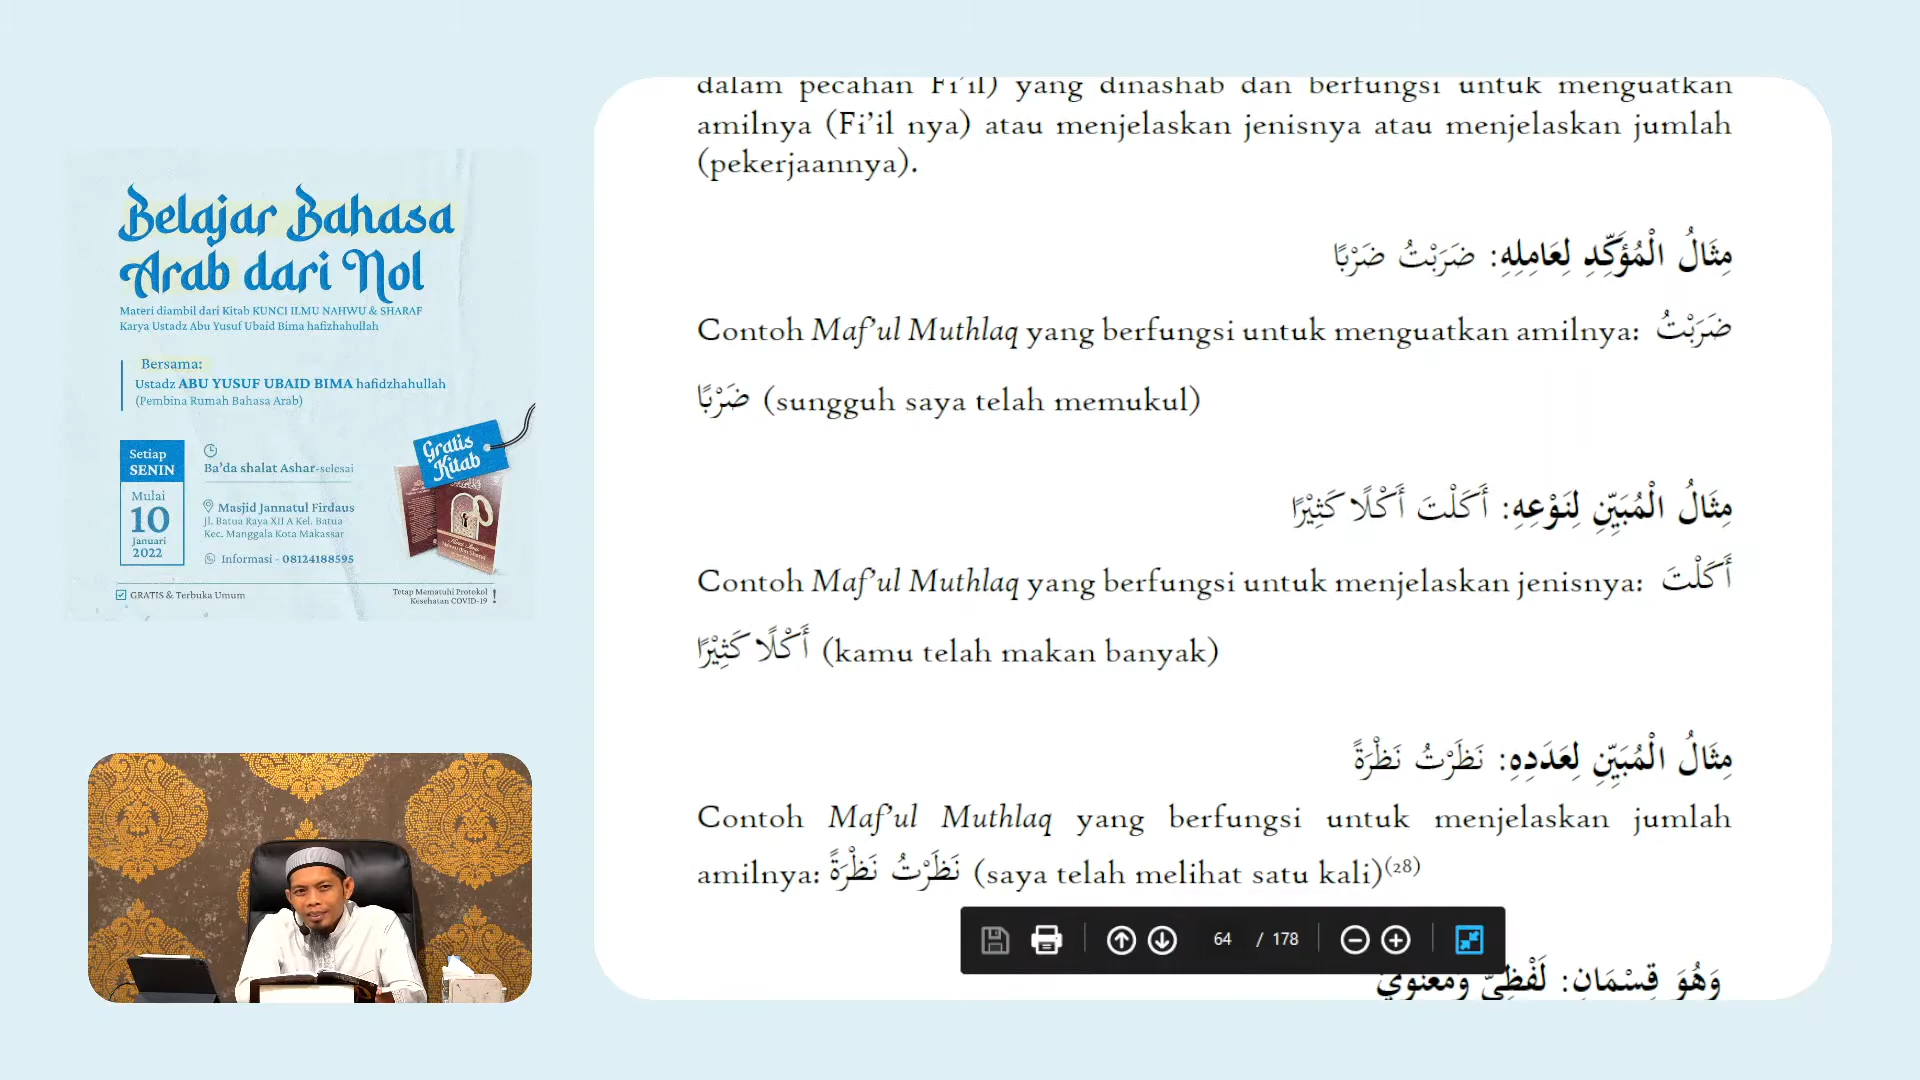 Belajar Bahasa
Arab dari Nol
Materi diambil dari Kitab KUNCI ILMU NAHWU & SHARAF
Karya Ustadz Abu Yusuf Ubaid Bima hafizhahullah
Bersama:
Ustadz ABU YUSUF UBAID BIMA hafidzhahullah
(Pembina Rumah Bahasa Arab)
Setiap
SENIN
Mulai
10
Januari
2022
Ba'da shalat Ashar-selesai
Masjid Jannatul Firdaus
Jl. Batua Raya XII A Kel. Batua
Kec. Manggala Kota Makassar
Informasi - 08124188595
Gratis
Kitab
GRATIS & Terbuka Umum
Tetap Mematuhi Protokol
Kesehatan COVID-19 !
dalam pecahan Fi'il) yang dinashab dan berfungsi untuk menguatkan
amilnya (Fi'il nya) atau menjelaskan jenisnya atau menjelaskan jumlah
(pekerjaannya).
مِثَالُ الْمُؤَكِّدِ لِعَامِلِهِ: ضَرَبْتُ ضَرْبًا
Contoh Maf'ul Muthlaq yang berfungsi untuk menguatkan amilnya: ضَرَبْتُ
ضَرْبًا (sungguh saya telah memukul)
مِثَالُ الْمُبَيِّنِ لِنَوْعِهِ: أَكَلْتَ أَكْلًا كَثِيْرًا
Contoh Maf'ul Muthlaq yang berfungsi untuk menjelaskan jenisnya: أَكَلْتَ
أَكْلًا كَثِيْرًا (kamu telah makan banyak)
مِثَالُ الْمُبَيِّنِ لِعَدَدِهِ: نَظَرْتُ نَظْرَةً
Contoh Maf'ul Muthlaq yang berfungsi untuk menjelaskan jumlah
amilnya: نَظَرْتُ نَظْرَةً (saya telah melihat satu kali)(28)
64 / 178
وَهُوَ قِسْمَانِ: لَفْظِيٌّ وَمَعْنَوِيٌّ